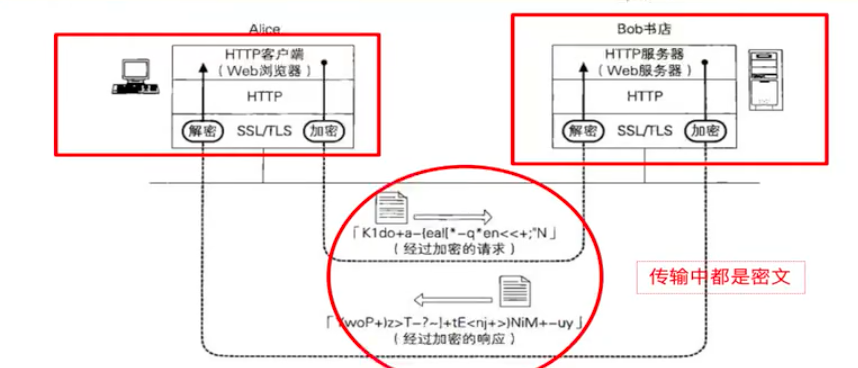 Alice
Bob书店
HTTP客户端
（Web浏览器）
HTTP服务器
（Web服务器）
HTTP
HTTP
解密 SSL/TLS 加密
解密 SSL/TLS 加密
「K1do+a-{ea![*-q*en<<+;"N」
（经过加密的请求）
传输中都是密文
woP+)z>T-?~}+tE<nj+>)NiM+-uy」
（经过加密的响应）